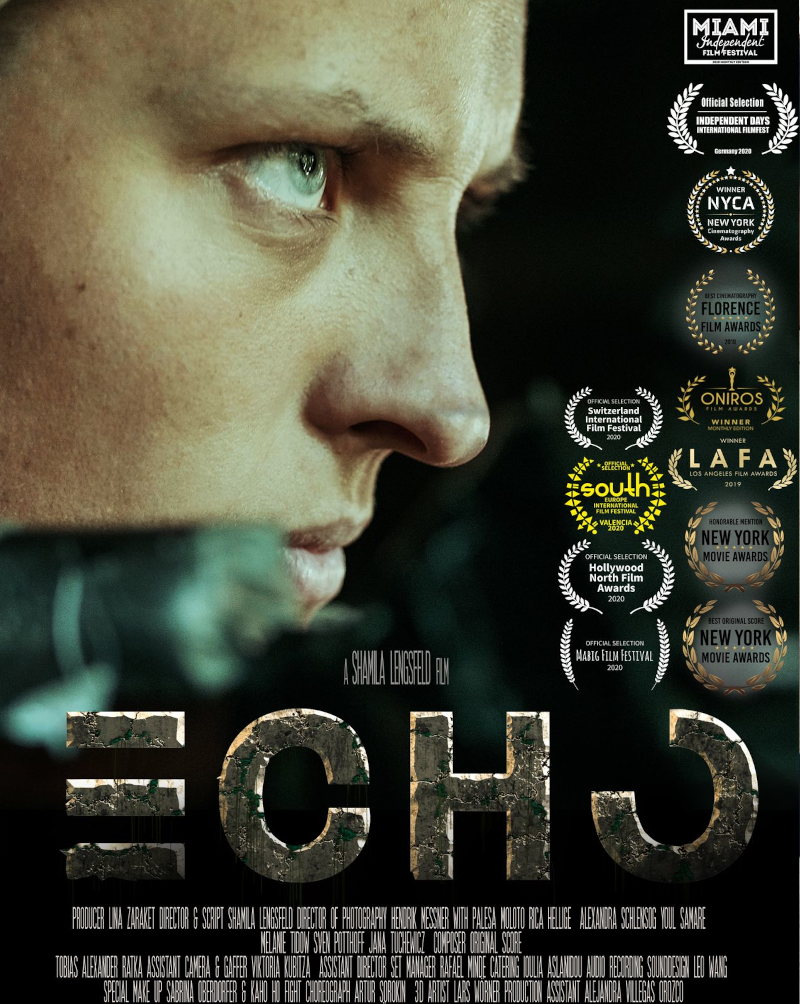 MIAMI
Independent
FILM FESTIVAL
Official Selection
INDEPENDENT DAYS
INTERNATIONAL FILMFEST
Germany 2020
WINNER
NYCA
NEW YORK
Cinematography
Awards
BEST CINEMATOGRAPHY
FLORENCE
FILM AWARDS
ONIROS
FILM AWARDS
WINNER
MONTHLY EDITION
WINNER
LAFA
LOS ANGELES FILM AWARDS
2019
HONORABLE MENTION
NEW YORK
MOVIE AWARDS
BEST ORIGINAL SCORE
NEW YORK
MOVIE AWARDS
OFFICIAL SELECTION
Switzerland
International
Film Festival
2020
OFFICIAL
SELECTION
south
EUROPE
INTERNATIONAL
FILM FESTIVAL
VALENCIA
2020
OFFICIAL SELECTION
Hollywood
North Film
Awards
2020
OFFICIAL SELECTION
MABIG FILM FESTIVAL
2020
A SHAMILA LENGSFELD FILM
ECHO
PRODUCER LINA ZARAKET DIRECTOR & SCRIPT SHAMILA LENGSFELD DIRECTOR OF PHOTOGRAPHY HENDRIK MESSNER WITH PALESA MOLOTO RICA HELLIGE ALEXANDRA SCHLENSOG YOUL SAMARE
MELANIE TIDOW SVEN POTTHOFF JANA TUCHEWICZ COMPOSER ORIGINAL SCORE
TOBIAS ALEXANDER RATKA ASSISTANT CAMERA & GAFFER VIKTORIA KUBITZA ASSISTANT DIRECTOR SET MANAGER RAFAEL MINDE CATERING IOULIA ASLANIDOU AUDIO RECORDING SOUNDDESIGN LEO WANG
SPECIAL MAKE UP SABRINA OBERDORFER & KAHO HO FIGHT CHOREOGRAPH ARTUR SOROKIN 3D ARTIST LARS WÖRNER PRODUCTION ASSISTANT ALEJANDRA VILLEGAS OROZCO